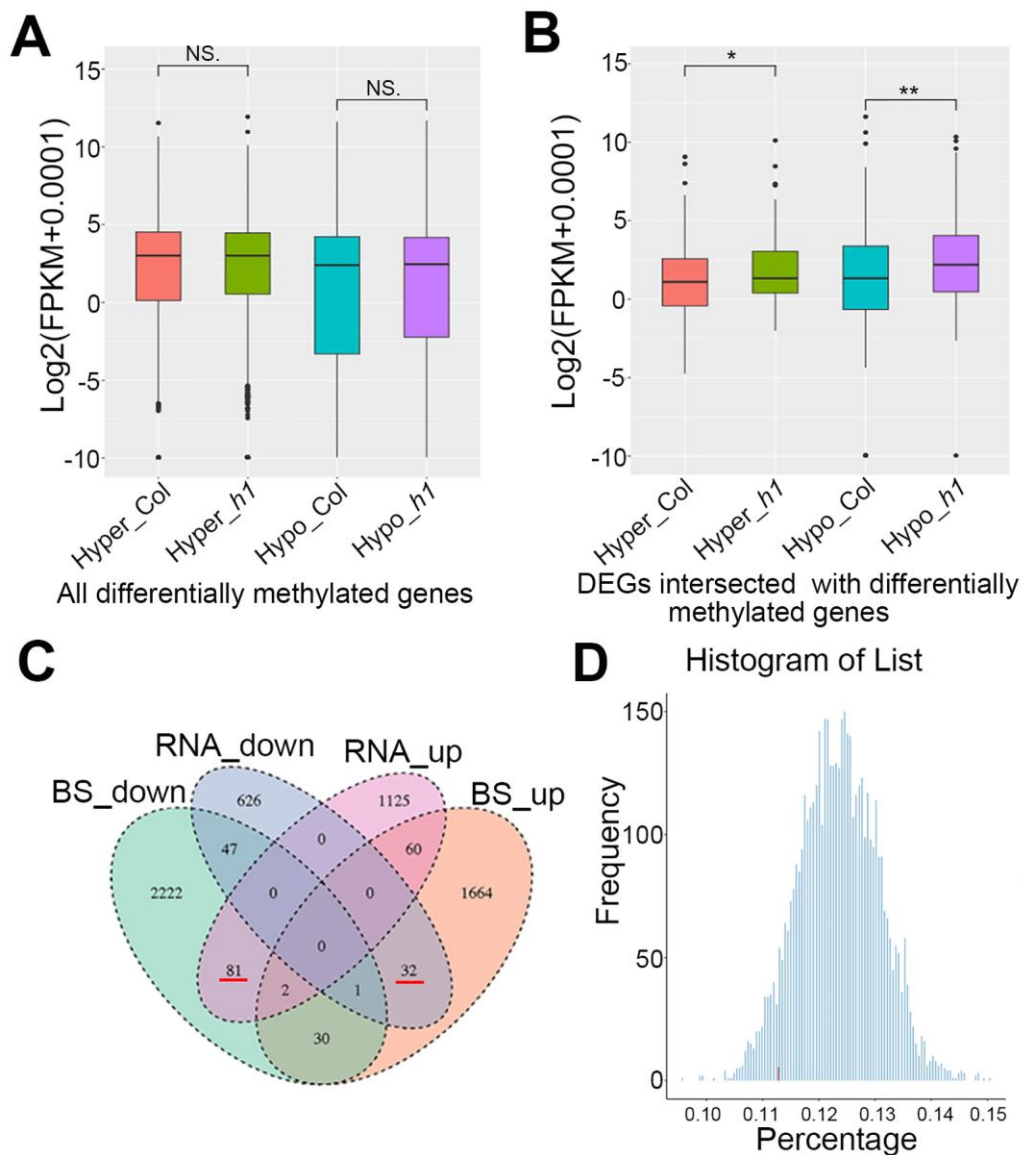 A
NS.
NS.
15
10
5
0
-5
-10
Log2(FPKM+0.0001)
Hyper_Col
Hyper_h1
Hypo_Col
Hypo_h1
All differentially methylated genes
B
*
**
15
10
5
0
-5
-10
Log2(FPKM+0.0001)
Hyper_Col
Hyper_h1
Hypo_Col
Hypo_h1
DEGs intersected with differentially
methylated genes
C
RNA_down
RNA_up
BS_down
BS_up
626
1125
47
0
60
2222
0
0
1664
0
81
32
2
1
30
D
Histogram of List
150
100
50
0
Frequency
0.10
0.11
0.12
0.13
0.14
0.15
Percentage